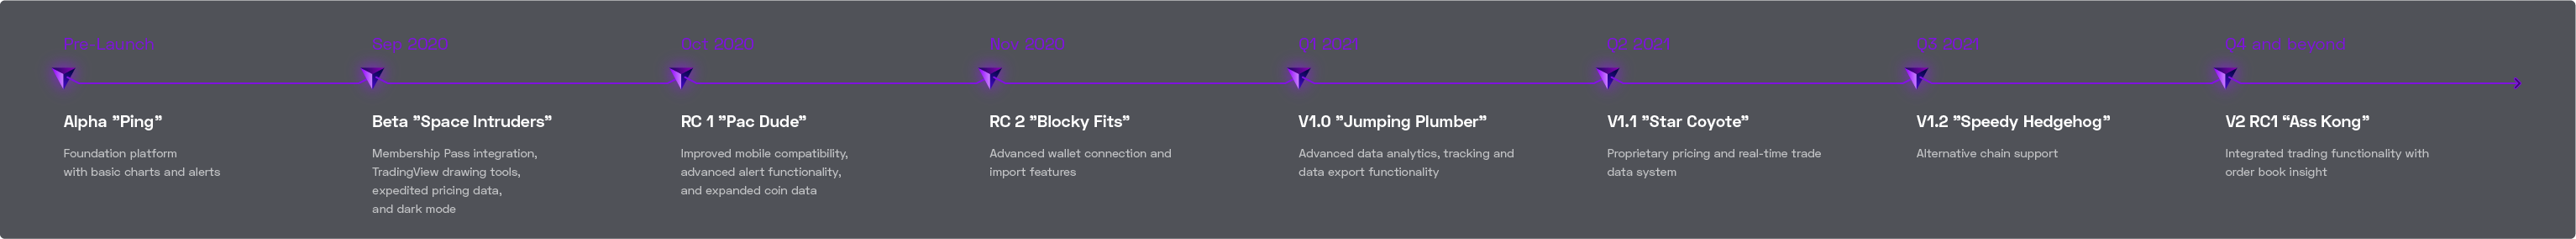 Pre-Launch
Sep 2020
Oct 2020
Nov 2020
Q1 2021
Q2 2021
Q3 2021
Q4 and beyond
Alpha ”Ping”
Foundation platform
with basic charts and alerts
Beta ”Space Intruders”
Membership Pass integration,
TradingView drawing tools,
expedited pricing data,
and dark mode
RC 1 ”Pac Dude”
Improved mobile compatibility,
advanced alert functionality,
and expanded coin data
RC 2 ”Blocky Fits”
Advanced wallet connection and
import features
V1.0 ”Jumping Plumber”
Advanced data analytics, tracking and
data export functionality
V1.1 ”Star Coyote”
Proprietary pricing and real-time trade
data system
V1.2 ”Speedy Hedgehog”
Alternative chain support
V2 RC1 “Ass Kong”
Integrated trading functionality with
order book insight